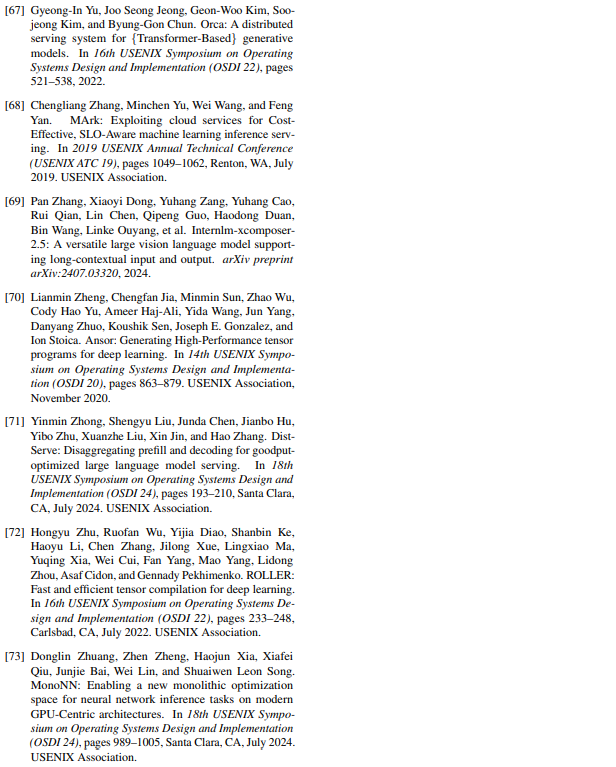 [67] Gyeong-In Yu, Joo Seong Jeong, Geon-Woo Kim, Soo-
jeong Kim, and Byung-Gon Chun. Orca: A distributed
serving system for {Transformer-Based} generative
models. In 16th USENIX Symposium on Operating
Systems Design and Implementation (OSDI 22), pages
521–538, 2022.
[68] Chengliang Zhang, Minchen Yu, Wei Wang, and Feng
Yan. MArk: Exploiting cloud services for Cost-
Effective, SLO-Aware machine learning inference serv-
ing. In 2019 USENIX Annual Technical Conference
(USENIX ATC 19), pages 1049–1062, Renton, WA, July
2019. USENIX Association.
[69] Pan Zhang, Xiaoyi Dong, Yuhang Zang, Yuhang Cao,
Rui Qian, Lin Chen, Qipeng Guo, Haodong Duan,
Bin Wang, Linke Ouyang, et al. Internlm-xcomposer-
2.5: A versatile large vision language model support-
ing long-contextual input and output. arXiv preprint
arXiv:2407.03320, 2024.
[70] Lianmin Zheng, Chengfan Jia, Minmin Sun, Zhao Wu,
Cody Hao Yu, Ameer Haj-Ali, Yida Wang, Jun Yang,
Danyang Zhuo, Koushik Sen, Joseph E. Gonzalez, and
Ion Stoica. Ansor: Generating High-Performance tensor
programs for deep learning. In 14th USENIX Sympo-
sium on Operating Systems Design and Implementa-
tion (OSDI 20), pages 863–879. USENIX Association,
November 2020.
[71] Yinmin Zhong, Shengyu Liu, Junda Chen, Jianbo Hu,
Yibo Zhu, Xuanzhe Liu, Xin Jin, and Hao Zhang. Dist-
Serve: Disaggregating prefill and decoding for goodput-
optimized large language model serving. In 18th
USENIX Symposium on Operating Systems Design and
Implementation (OSDI 24), pages 193–210, Santa Clara,
CA, July 2024. USENIX Association.
[72] Hongyu Zhu, Ruofan Wu, Yijia Diao, Shanbin Ke,
Haoyu Li, Chen Zhang, Jilong Xue, Lingxiao Ma,
Yuqing Xia, Wei Cui, Fan Yang, Mao Yang, Lidong
Zhou, Asaf Cidon, and Gennady Pekhimenko. ROLLER:
Fast and efficient tensor compilation for deep learning.
In 16th USENIX Symposium on Operating Systems De-
sign and Implementation (OSDI 22), pages 233–248,
Carlsbad, CA, July 2022. USENIX Association.
[73] Donglin Zhuang, Zhen Zheng, Haojun Xia, Xiafei
Qiu, Junjie Bai, Wei Lin, and Shuaiwen Leon Song.
MonoNN: Enabling a new monolithic optimization
space for neural network inference tasks on modern
GPU-Centric architectures. In 18th USENIX Sympo-
sium on Operating Systems Design and Implementation
(OSDI 24), pages 989–1005, Santa Clara, CA, July 2024.
USENIX Association.